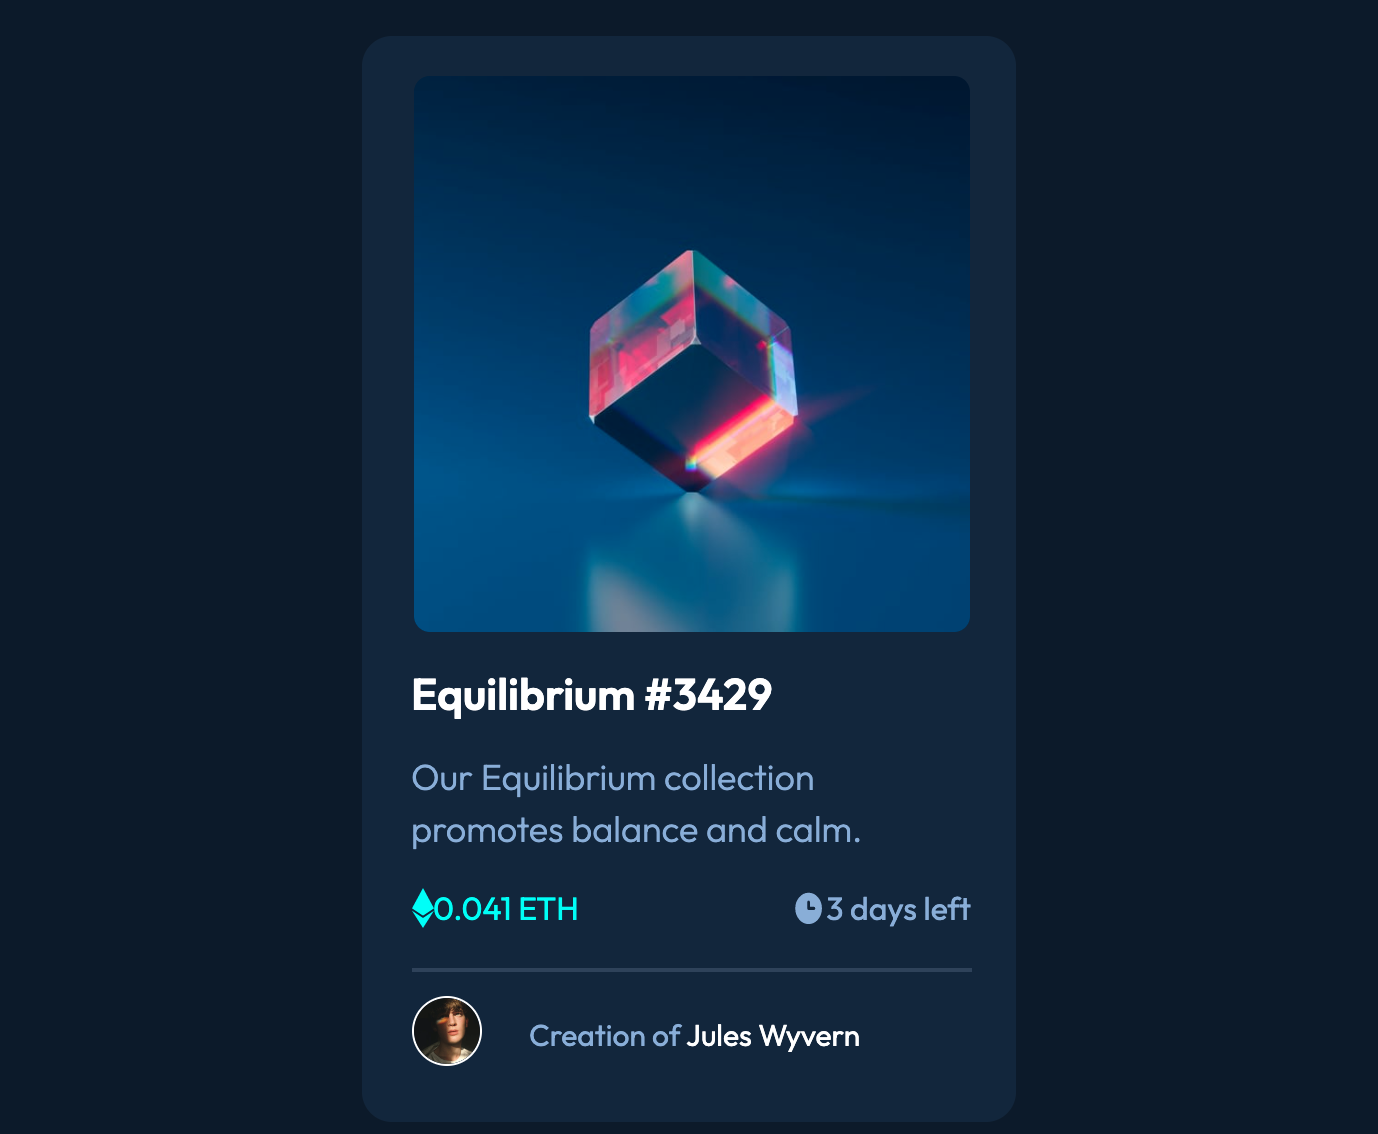 Equilibrium #3429
Our Equilibrium collection
promotes balance and calm.
0.041 ETH
3 days left
Creation of Jules Wyvern